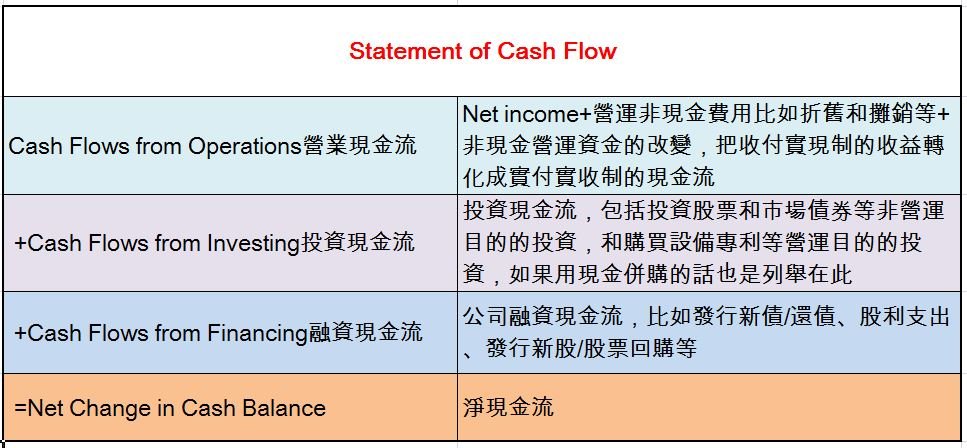 Statement of Cash Flow
Cash Flows from Operations營業現金流
Net income+營運非現金費用比如折舊和攤銷等+
非現金營運資金的改變，把收付實現制的收益轉
化成實付實收制的現金流
+Cash Flows from Investing投資現金流
投資現金流，包括投資股票和市場債券等非營運
目的的投資，和購買設備專利等營運目的的投
資，如果用現金併購的話也是列舉在此
+Cash Flows from Financing融資現金流
公司融資現金流，比如發行新債/還債、股利支出
、發行新股/股票回購等
=Net Change in Cash Balance
淨現金流